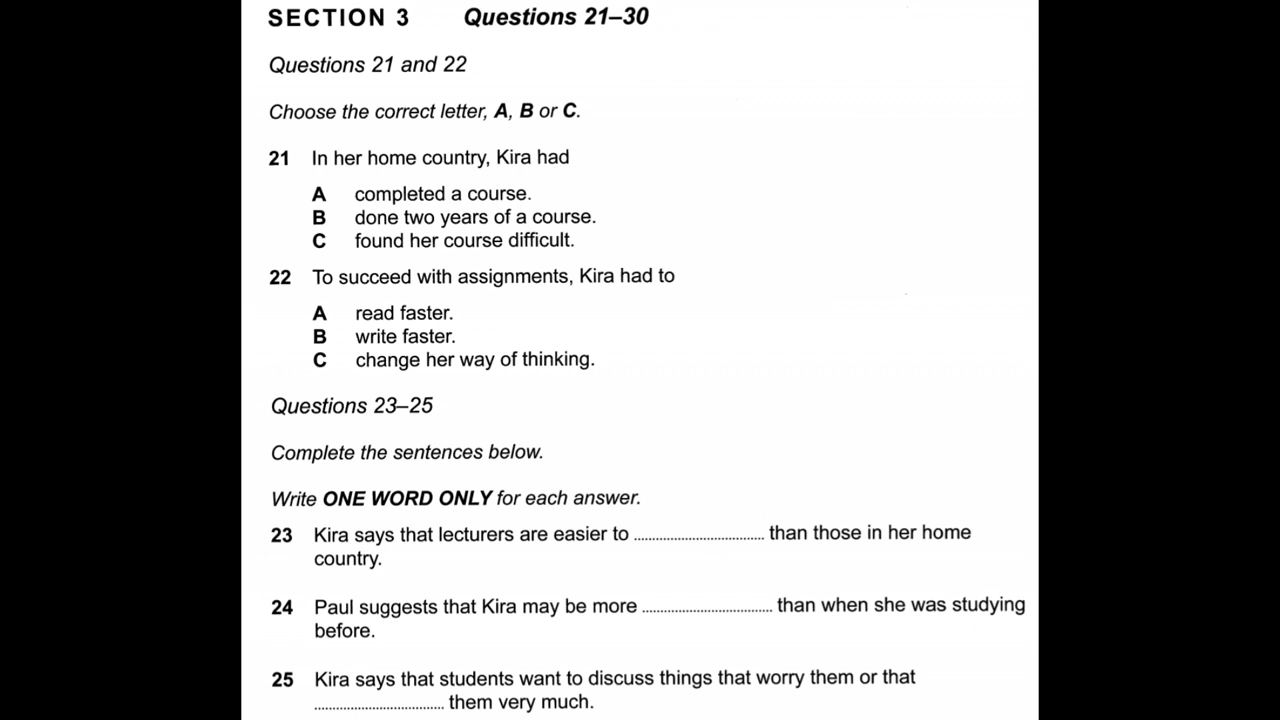 SECTION 3 Questions 21–30
Questions 21 and 22
Choose the correct letter, A, B or C.
21 In her home country, Kira had
A completed a course.
B done two years of a course.
C found her course difficult.
22 To succeed with assignments, Kira had to
A read faster.
B write faster.
C change her way of thinking.
Questions 23–25
Complete the sentences below.
Write ONE WORD ONLY for each answer.
23 Kira says that lecturers are easier to .................................... than those in her home
country.
24 Paul suggests that Kira may be more .................................... than when she was studying
before.
25 Kira says that students want to discuss things that worry them or that
.................................... them very much.